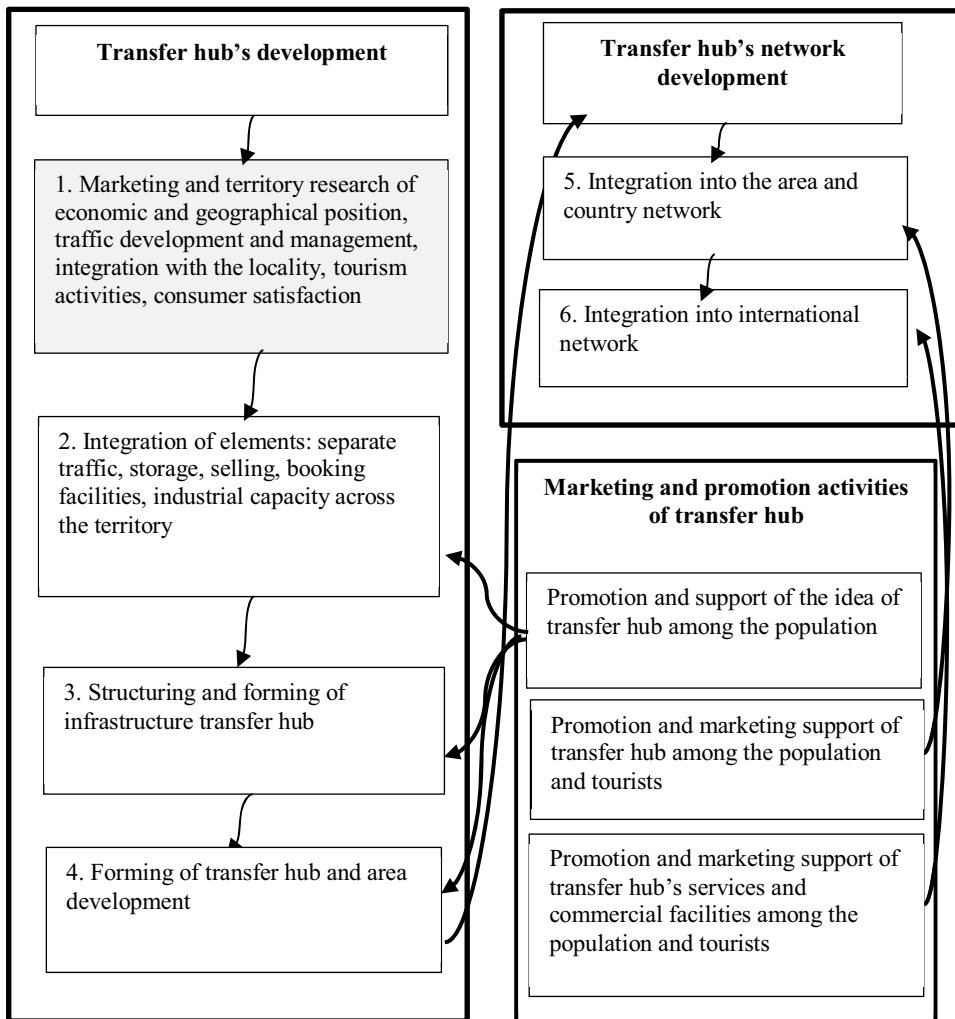 Transfer hub's development
1. Marketing and territory research of
economic and geographical position,
traffic development and management,
integration with the locality, tourism
activities, consumer satisfaction
2. Integration of elements: separate
traffic, storage, selling, booking
facilities, industrial capacity across
the territory
3. Structuring and forming of
infrastructure transfer hub
4. Forming of transfer hub and area
development
Transfer hub's network
development
5. Integration into the area and
country network
6. Integration into international
network
Marketing and promotion activities
of transfer hub
Promotion and support of the idea of
transfer hub among the population
Promotion and marketing support of
transfer hub among the population
and tourists
Promotion and marketing support of
transfer hub's services and
commercial facilities among the
population and tourists